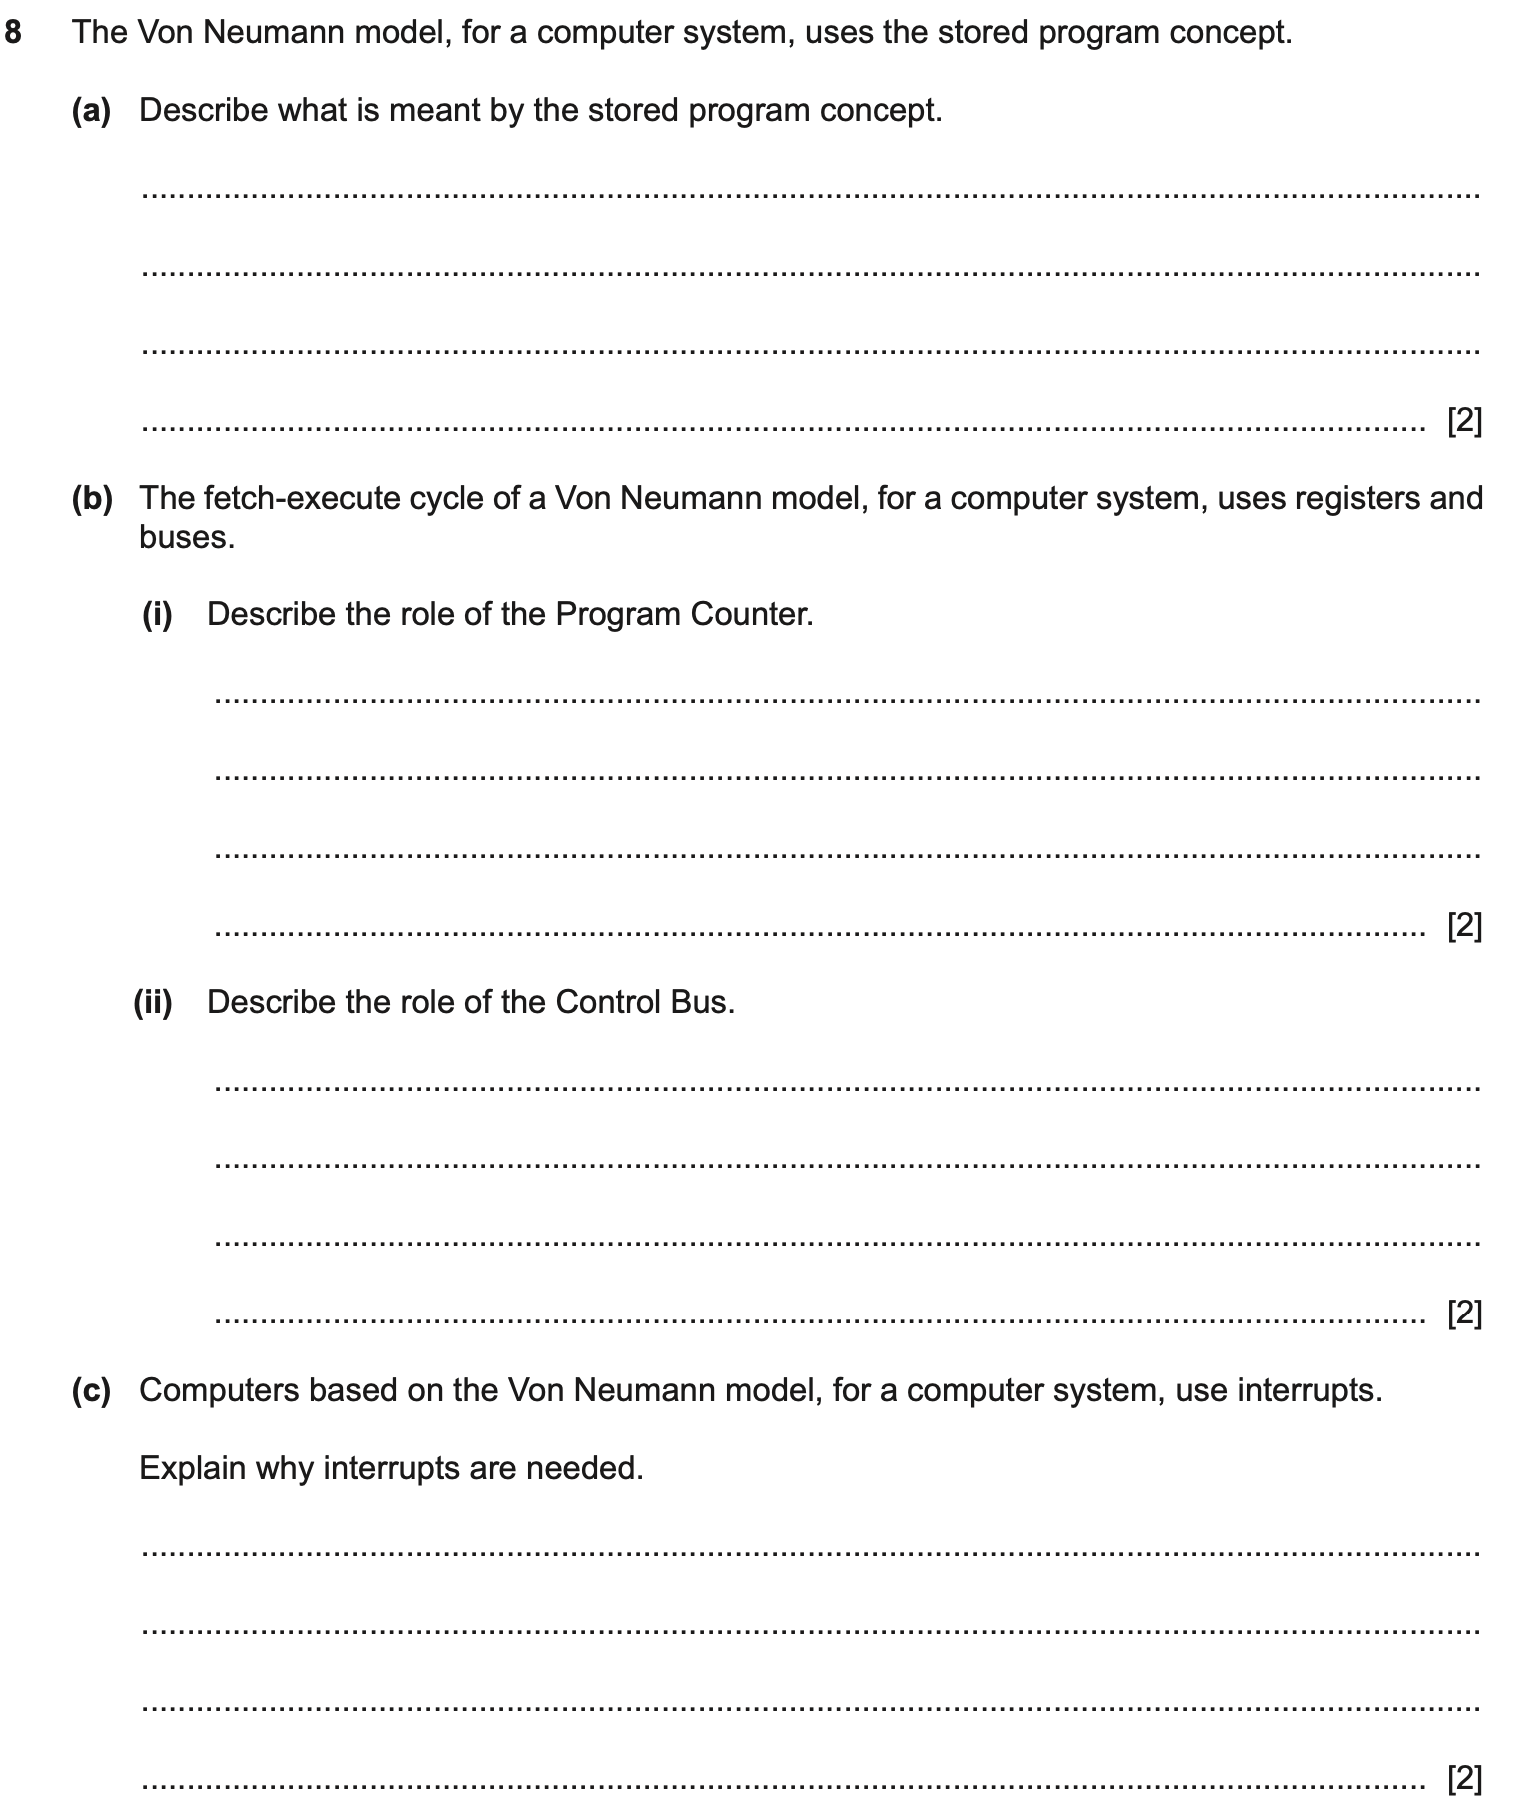 8 The Von Neumann model, for a computer system, uses the stored program concept.
(a) Describe what is meant by the stored program concept.
..........
..........
..........
.......... [2]
(b) The fetch-execute cycle of a Von Neumann model, for a computer system, uses registers and
buses.
(i) Describe the role of the Program Counter.
..........
..........
..........
.......... [2]
(ii) Describe the role of the Control Bus.
..........
..........
..........
.......... [2]
(c) Computers based on the Von Neumann model, for a computer system, use interrupts.
Explain why interrupts are needed.
..........
..........
..........
.......... [2]